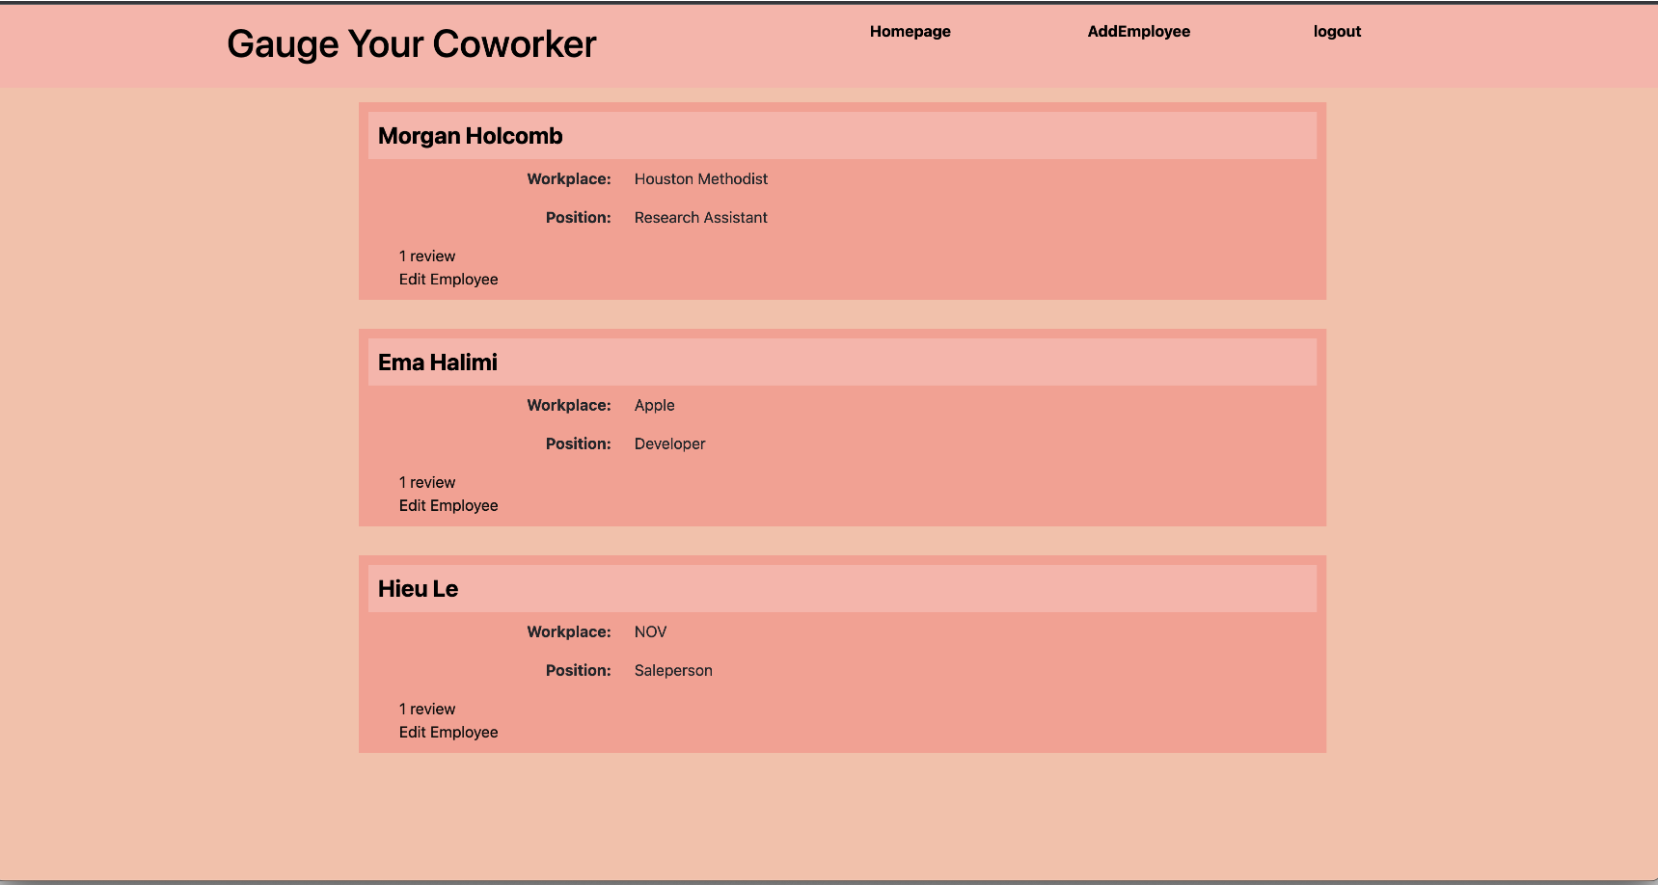 Gauge Your Coworker Homepage AddEmployee logout
Morgan Holcomb
Workplace: Houston Methodist
Position: Research Assistant
1 review
Edit Employee
Ema Halimi
Workplace: Apple
Position: Developer
1 review
Edit Employee
Hieu Le
Workplace: NOV
Position: Saleperson
1 review
Edit Employee